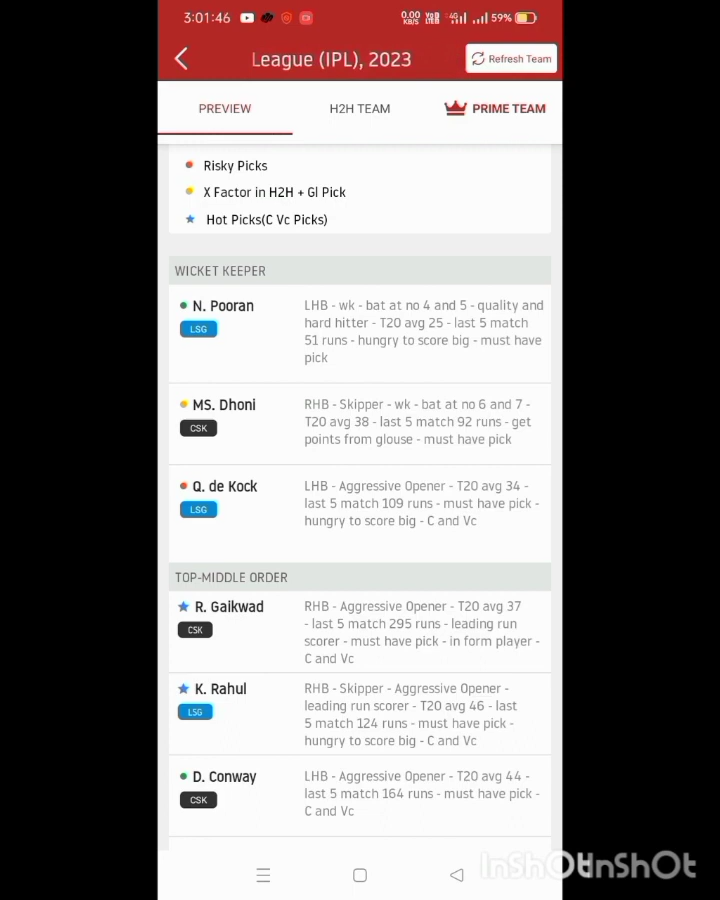 3:01:46
0.00 KB/S
59%
League (IPL), 2023
Refresh Team
PREVIEW
H2H TEAM
PRIME TEAM
Risky Picks
X Factor in H2H + Gl Pick
Hot Picks(C Vc Picks)
WICKET KEEPER
N. Pooran
LSG
LHB - wk - bat at no 4 and 5 - quality and
hard hitter - T20 avg 25 - last 5 match
51 runs - hungry to score big - must have
pick
MS. Dhoni
CSK
RHB - Skipper - wk - bat at no 6 and 7 -
T20 avg 38 - last 5 match 92 runs - get
points from glouse - must have pick
Q. de Kock
LSG
LHB - Aggressive Opener - T20 avg 34 -
last 5 match 109 runs - must have pick -
hungry to score big - C and Vc
TOP-MIDDLE ORDER
R. Gaikwad
CSK
RHB - Aggressive Opener - T20 avg 37
- last 5 match 295 runs - leading run
scorer - must have pick - in form player -
C and Vc
K. Rahul
LSG
RHB - Skipper - Aggressive Opener -
leading run scorer - T20 avg 46 - last
5 match 124 runs - must have pick -
hungry to score big - C and Vc
D. Conway
CSK
LHB - Aggressive Opener - T20 avg 44 -
last 5 match 164 runs - must have pick -
C and Vc
InShOt
InShOt